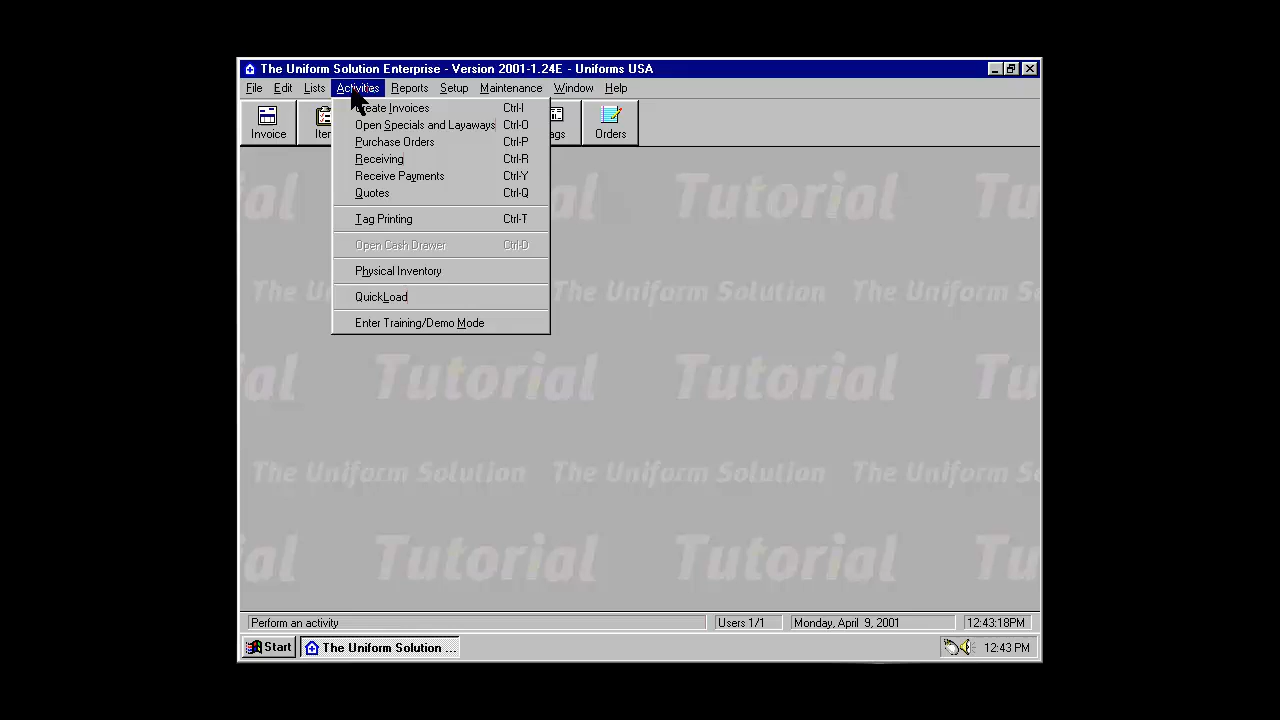 The Uniform Solution Enterprise - Version 2001-1.24E - Uniforms USA
File Edit Lists Activities Reports Setup Maintenance Window Help
Invoice Orders
Create Invoices Ctrl-I
Open Specials and Layaways Ctrl-O
Purchase Orders Ctrl-P
Receiving Ctrl-R
Receive Payments Ctrl-Y
Quotes Ctrl-Q
Tag Printing Ctrl-T
Open Cash Drawer Ctrl-D
Physical Inventory
QuickLoad
Enter Training/Demo Mode
Tutorial
The Uniform Solution
Tutorial Tutorial
The Uniform Solution The Uniform Solution
Tutorial Tutorial
Perform an activity Users 1/1 Monday, April 9, 2001 12:43:18PM
Start The Uniform Solution ... 12:43 PM